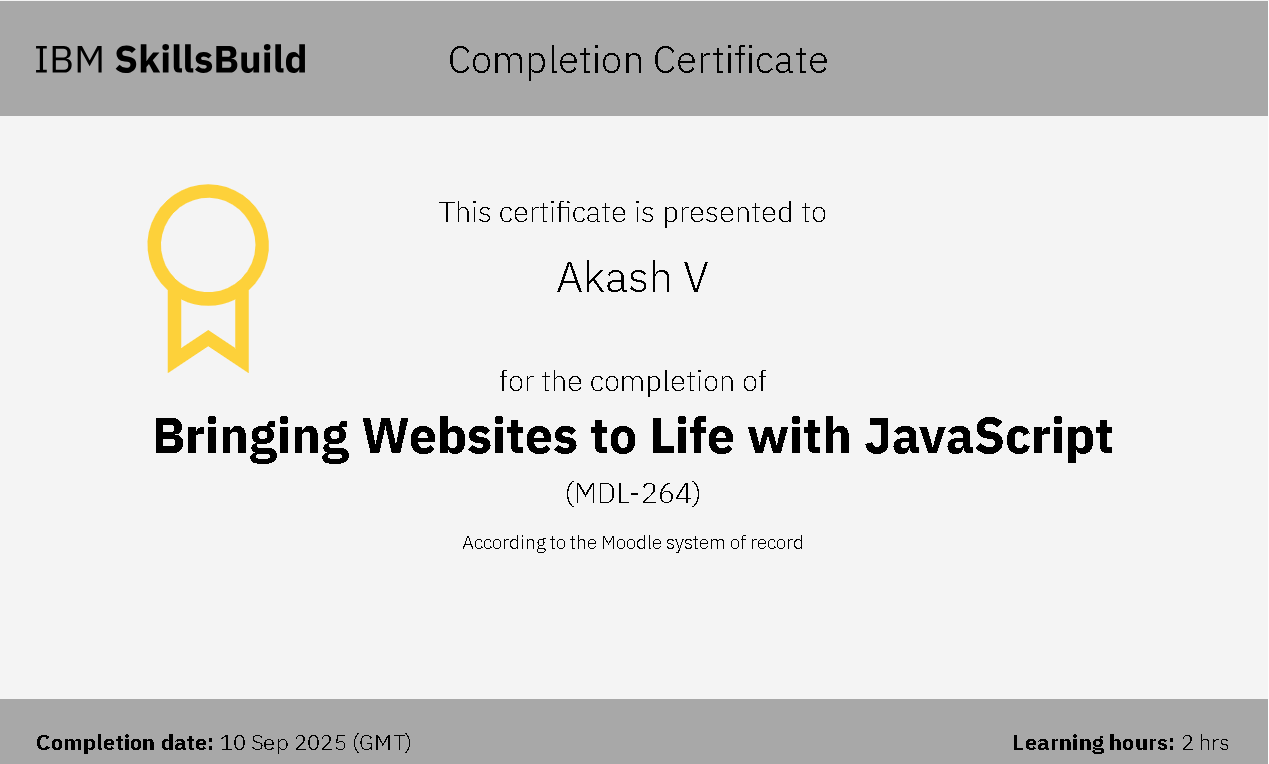 IBM SkillsBuild
Completion Certificate
This certificate is presented to
Akash V
for the completion of
Bringing Websites to Life with JavaScript
(MDL-264)
According to the Moodle system of record
Completion date: 10 Sep 2025 (GMT)
Learning hours: 2 hrs